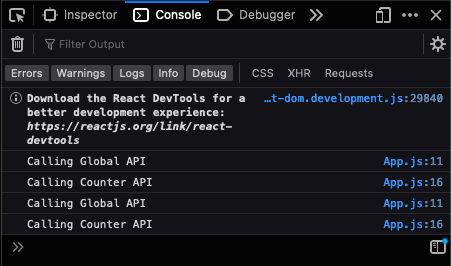 Inspector Console Debugger
Filter Output
Errors Warnings Logs Info Debug CSS XHR Requests
Download the React DevTools for a …t-dom.development.js:29840
better development experience:
https://reactjs.org/link/react-
devtools
Calling Global API App.js:11
Calling Counter API App.js:16
Calling Global API App.js:11
Calling Counter API App.js:16